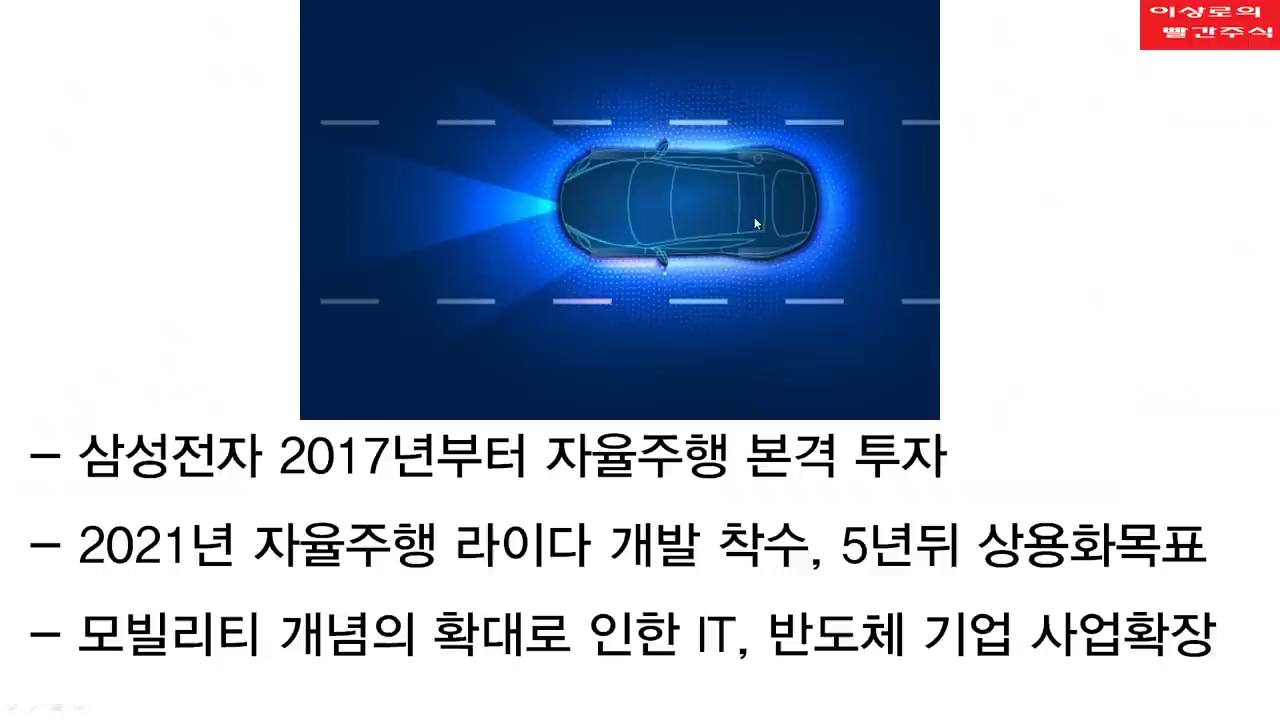 이상로의
빨간주식
- 삼성전자 2017년부터 자율주행 본격 투자
- 2021년 자율주행 라이다 개발 착수, 5년뒤 상용화목표
- 모빌리티 개념의 확대로 인한 IT, 반도체 기업 사업확장